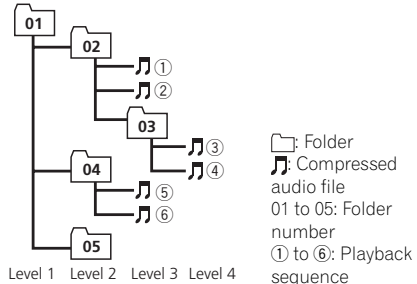 01
02
①
②
03
③
④
04
⑤
⑥
05
Level 1 Level 2 Level 3 Level 4
: Folder
: Compressed
audio file
01 to 05: Folder
number
① to ⑥: Playback
sequence